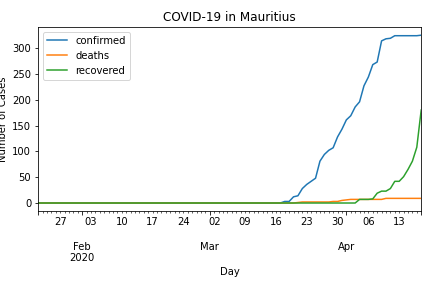 COVID-19 in Mauritius
confirmed
deaths
recovered
Number of Cases
300
250
200
150
100
50
0
27 03 10 17 24 02 09 16 23 30 06 13
Feb Mar Apr
2020
Day